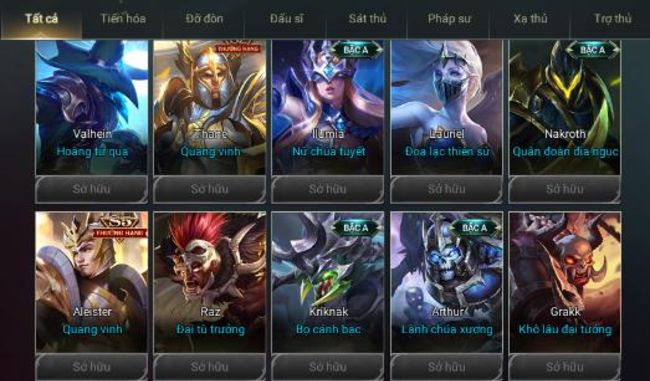 Tất cả Tiến hóa Đỡ đòn Đấu sĩ Sát thủ Pháp sư Xạ thủ Trợ thủ
THƯỞNG HẠNG BẬC A BẬC A
Valhein Thane Ilumia Lauriel Nakroth
Hoàng tử quạ Quang vinh Nữ chúa tuyết Đọa lạc thiên sứ Quân đoàn địa ngục
Sở hữu Sở hữu Sở hữu Sở hữu Sở hữu
S5 BẬC A BẬC A
THƯỞNG HẠNG
Aleister Raz Kriknak Arthur Grakk
Quang vinh Đại tù trưởng Bọ cánh bạc Lãnh chúa xương Khô lâu đại tướng
Sở hữu Sở hữu Sở hữu Sở hữu Sở hữu